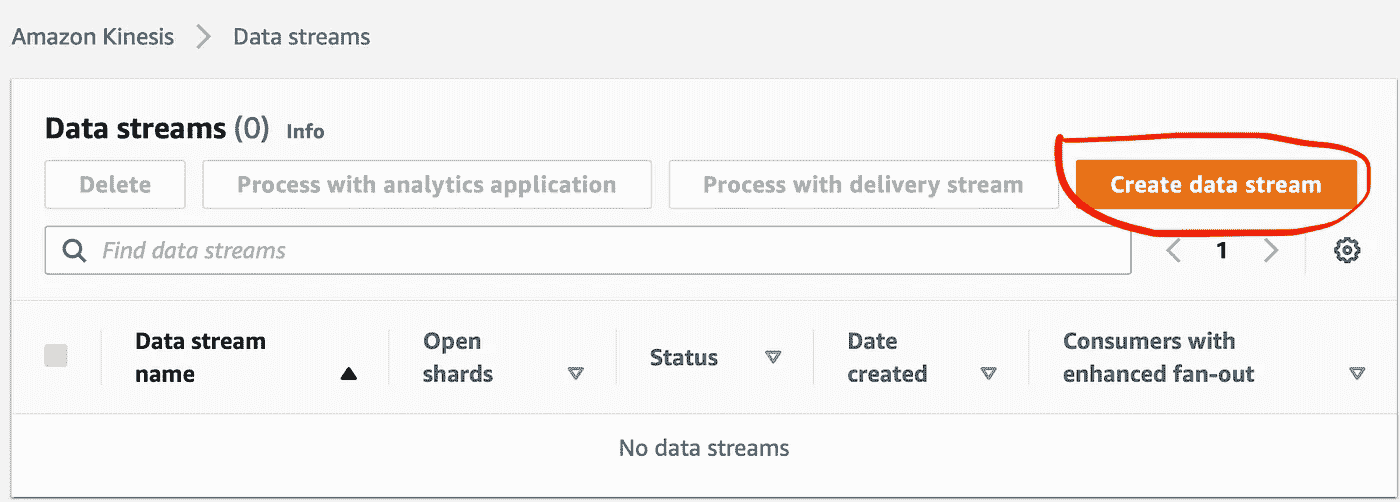 Amazon Kinesis > Data streams
Data streams (0) Info
Delete Process with analytics application Process with delivery stream Create data stream
Find data streams 1
Data stream name Open shards Status Date created Consumers with enhanced fan-out
No data streams